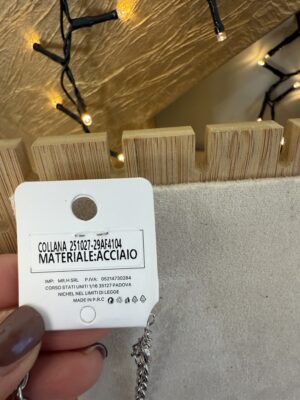 COLLANA 251027-29AF4104
MATERIALE:ACCIAIO
IMP: MR.H SRL P.IVA: 05214730284
CORSO STATI UNITI 1/16 35127 PADOVA
NICHEL NEI LIMITI DI LEGGE
MADE IN P.R.C